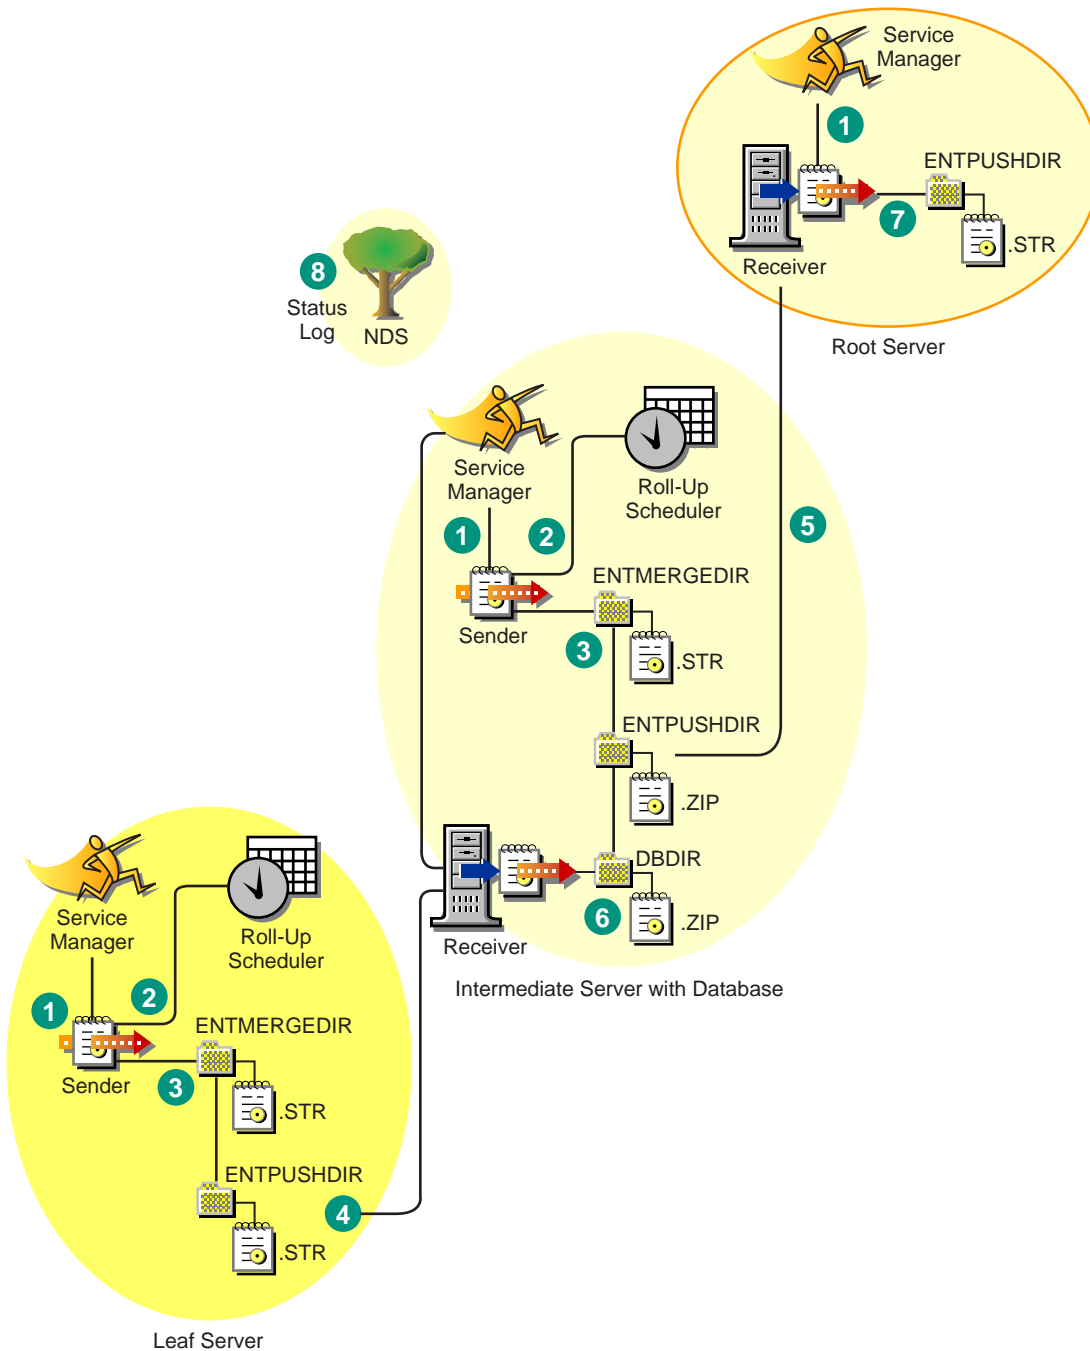 Service
Manager
1
ENTPUSHDIR
7
.STR
Receiver
Root Server
8
Status
Log
NDS
Service
Manager
Roll-Up
Scheduler
1
2
5
ENTMERGEDIR
Sender
3
.STR
ENTPUSHDIR
.ZIP
DBDIR
6
.ZIP
Receiver
Intermediate Server with Database
Service
Manager
Roll-Up
Scheduler
1
2
ENTMERGEDIR
Sender
3
.STR
ENTPUSHDIR
4
.STR
Leaf Server